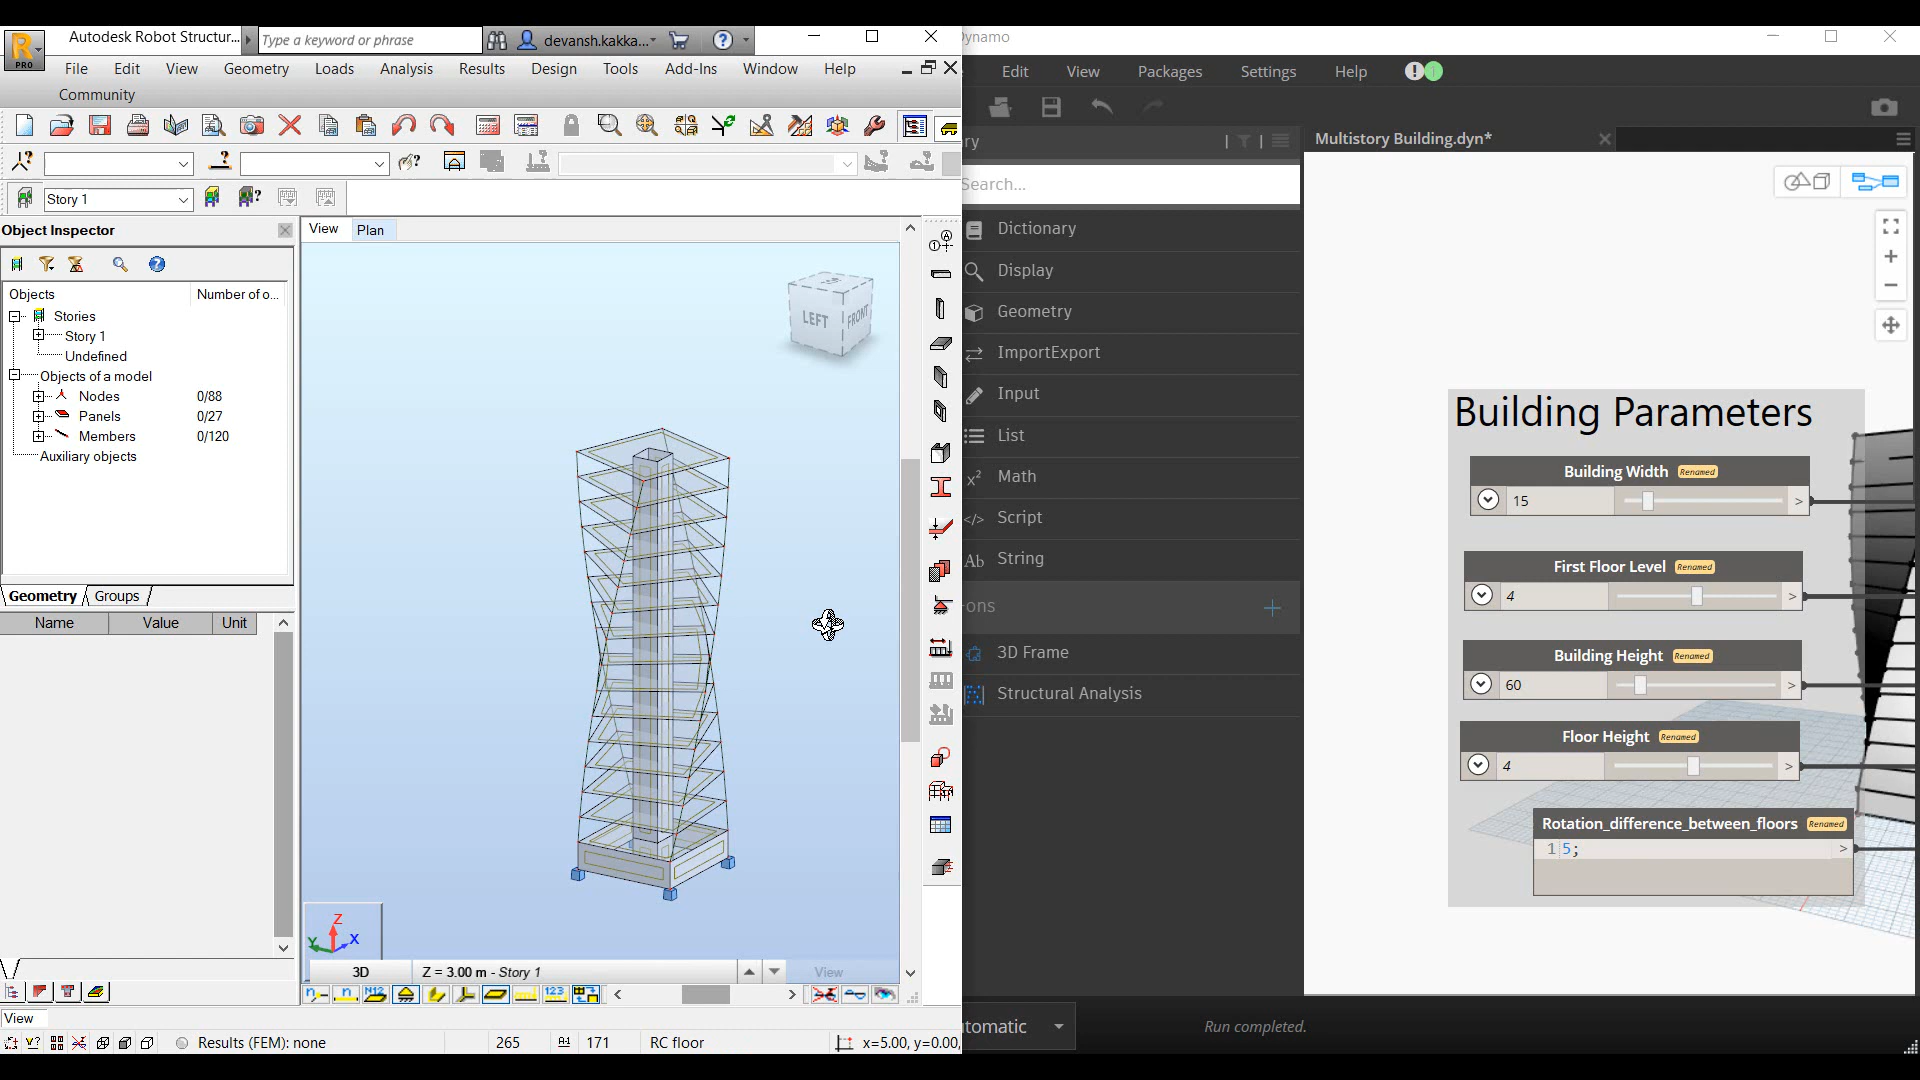 Autodesk Robot Structur...
Type a keyword or phrase
devansh.kakka...
PRO
File Edit View Geometry Loads Analysis Results Design Tools Add-Ins Window Help
Community
Story 1
Object Inspector
Objects Number of o...
Stories
Story 1
Undefined
Objects of a model
Nodes 0/88
Panels 0/27
Members 0/120
Auxiliary objects
Geometry Groups
Name Value Unit
View Plan
LEFT FRONT
Z
X
Y
3D Z = 3.00 m - Story 1 View
View
Results (FEM): none 265 171 RC floor x=5.00, y=0.00,
ynamo
Edit View Packages Settings Help
ry
Search...
Multistory Building.dyn*
Dictionary
Display
Geometry
ImportExport
Input
List
Math
Script
String
ons
3D Frame
Structural Analysis
Building Parameters
Building Width Renamed
15 >
First Floor Level Renamed
4 >
Building Height Renamed
60 >
Floor Height Renamed
4 >
Rotation_difference_between_floors Renamed
1 5; >
tomatic
Run completed.